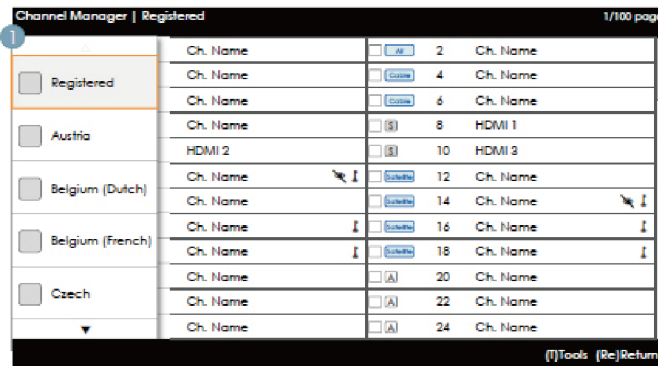 Channel Manager | Registered 1/100 page
1
Ch. Name All 2 Ch. Name
Registered
Ch. Name Cable 4 Ch. Name
Ch. Name Cable 6 Ch. Name
Austria
Ch. Name S 8 HDMI 1
HDMI 2 S 10 HDMI 3
Belgium (Dutch)
Ch. Name Satellite 12 Ch. Name
Ch. Name Satellite 14 Ch. Name
Belgium (French)
Ch. Name Satellite 16 Ch. Name
Ch. Name Satellite 18 Ch. Name
Czech
Ch. Name A 20 Ch. Name
Ch. Name A 22 Ch. Name
Ch. Name A 24 Ch. Name
(T)Tools (Re)Return